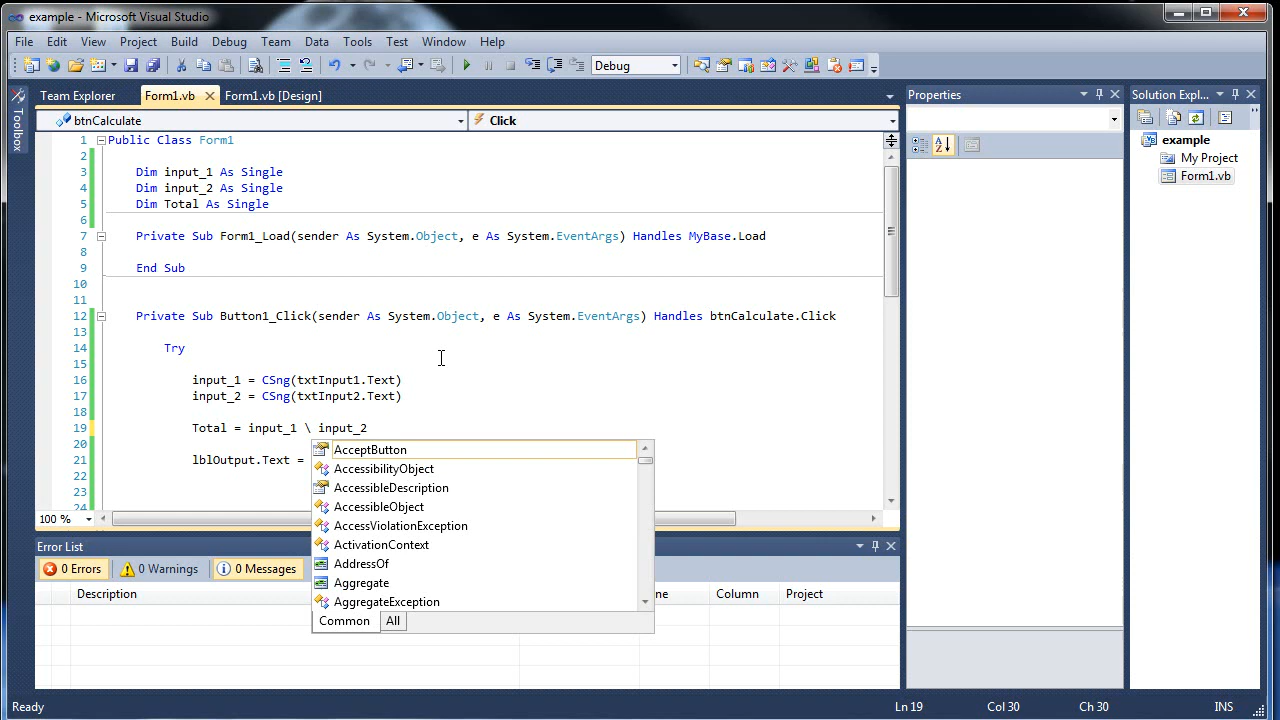 example - Microsoft Visual Studio
File Edit View Project Build Debug Team Data Tools Test Window Help
Debug
Team Explorer Form1.vb Form1.vb [Design]
btnCalculate Click
1 Public Class Form1
2
3 Dim input_1 As Single
4 Dim input_2 As Single
5 Dim Total As Single
6
7 Private Sub Form1_Load(sender As System.Object, e As System.EventArgs) Handles MyBase.Load
8
9 End Sub
10
11
12 Private Sub Button1_Click(sender As System.Object, e As System.EventArgs) Handles btnCalculate.Click
13
14 Try
15
16 input_1 = CSng(txtInput1.Text)
17 input_2 = CSng(txtInput2.Text)
18
19 Total = input_1 \ input_2
20
21 lblOutput.Text =
22
23
24
AcceptButton
AccessibilityObject
AccessibleDescription
AccessibleObject
AccessViolationException
ActivationContext
AddressOf
Aggregate
AggregateException
Common All
100 %
Error List
0 Errors 0 Warnings 0 Messages
Description Column Project
Properties
Solution Expl...
example
My Project
Form1.vb
Toolbox
Ready Ln 19 Col 30 Ch 30 INS